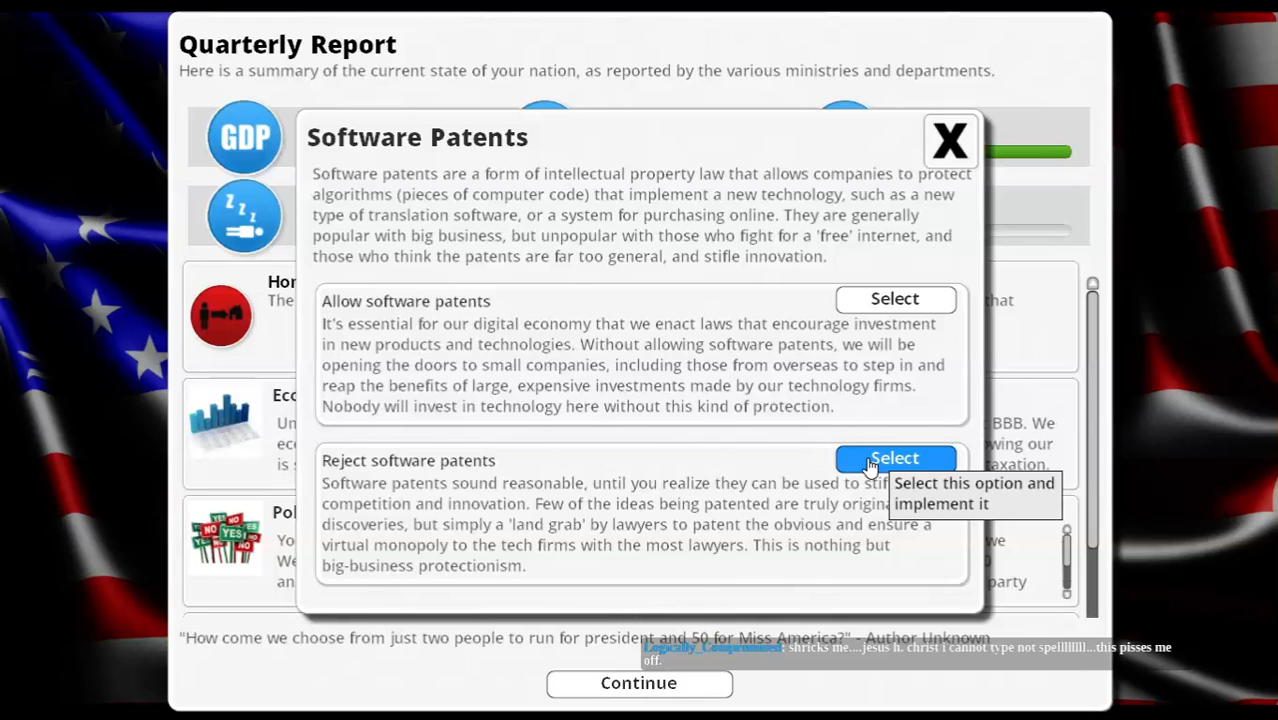 Quarterly Report
Here is a summary of the current state of your nation, as reported by the various ministries and departments.
GDP
Software Patents
X
Software patents are a form of intellectual property law that allows companies to protect
algorithms (pieces of computer code) that implement a new technology, such as a new
type of translation software, or a system for purchasing online. They are generally
popular with big business, but unpopular with those who fight for a 'free' internet, and
those who think the patents are far too general, and stifle innovation.
z z z
Hor
The
that
Allow software patents
Select
It's essential for our digital economy that we enact laws that encourage investment
in new products and technologies. Without allowing software patents, we will be
opening the doors to small companies, including those from overseas to step in and
reap the benefits of large, expensive investments made by our technology firms.
Nobody will invest in technology here without this kind of protection.
Eco
Un
eco
is s
BBB. We
owing our
taxation.
Reject software patents
Select
Software patents sound reasonable, until you realize they can be used to stif
competition and innovation. Few of the ideas being patented are truly origina
discoveries, but simply a 'land grab' by lawyers to patent the obvious and ensure a
virtual monopoly to the tech firms with the most lawyers. This is nothing but
big-business protectionism.
Select this option and
implement it
NO YES NO YES NO
Pol
Yo
We
an
we
0
party
"How come we choose from just two people to run for president and 50 for Miss America?" - Author Unknown
Logically_Compromised: shricks me....jesus h. christ i cannot type not spellllllll...this pisses me
off.
Continue